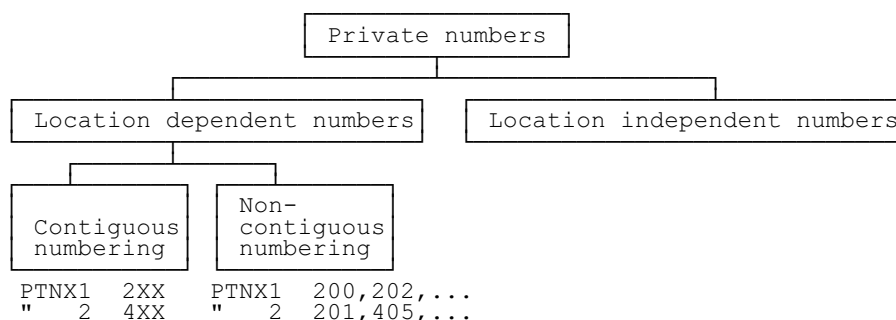 Private numbers
Location dependent numbers
Location independent numbers
Contiguous
numbering
Non-
contiguous
numbering
PTNX1 2XX
" 2 4XX
PTNX1 200,202,...
" 2 201,405,...